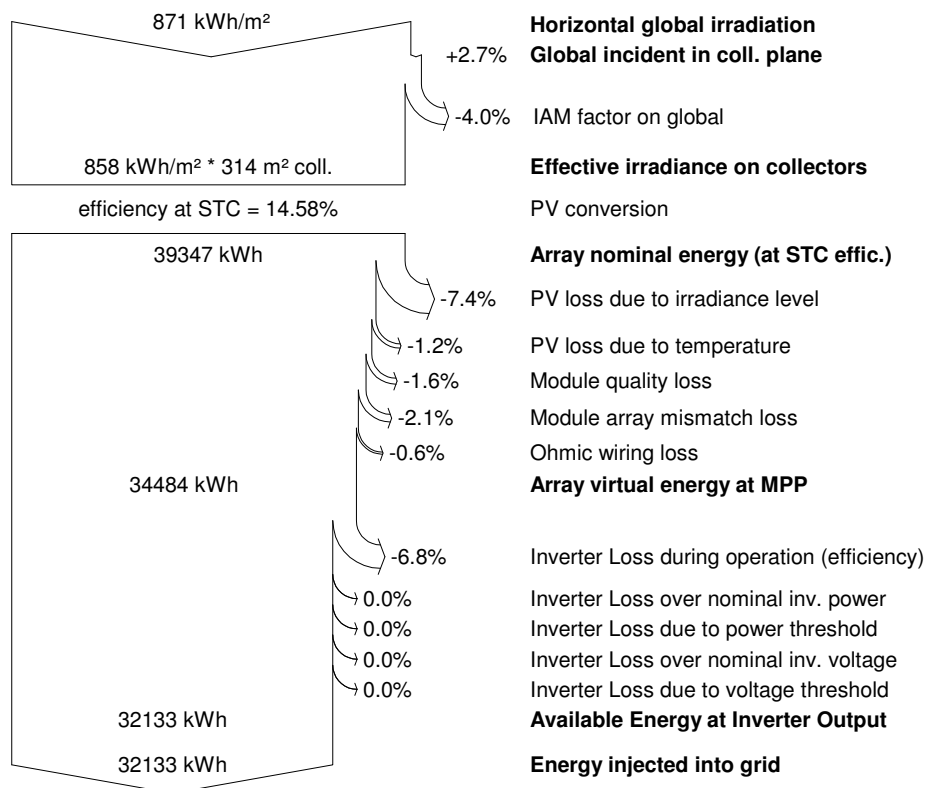 871 kWh/m² Horizontal global irradiation
+2.7% Global incident in coll. plane
-4.0% IAM factor on global
858 kWh/m² * 314 m² coll. Effective irradiance on collectors
efficiency at STC = 14.58% PV conversion
39347 kWh Array nominal energy (at STC effic.)
-7.4% PV loss due to irradiance level
-1.2% PV loss due to temperature
-1.6% Module quality loss
-2.1% Module array mismatch loss
-0.6% Ohmic wiring loss
34484 kWh Array virtual energy at MPP
-6.8% Inverter Loss during operation (efficiency)
0.0% Inverter Loss over nominal inv. power
0.0% Inverter Loss due to power threshold
0.0% Inverter Loss over nominal inv. voltage
0.0% Inverter Loss due to voltage threshold
32133 kWh Available Energy at Inverter Output
32133 kWh Energy injected into grid